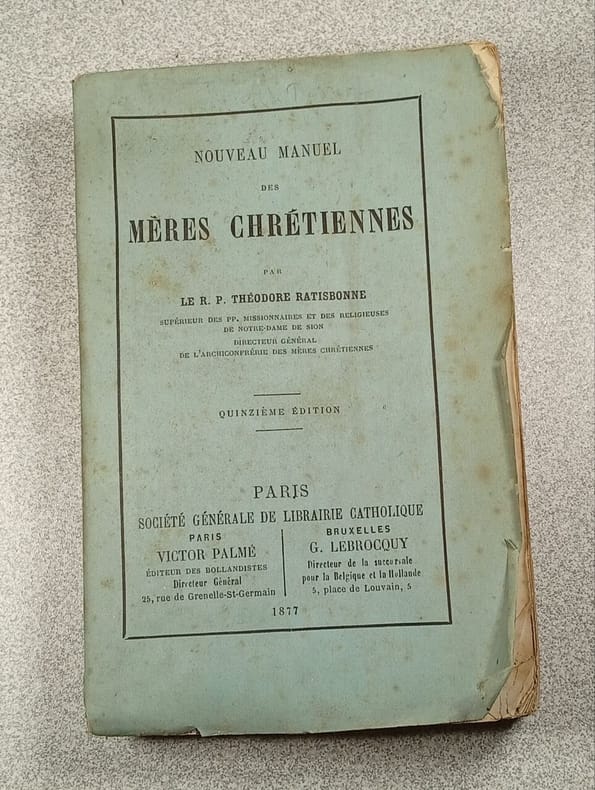 NOUVEAU MANUEL
DES
MÈRES CHRÉTIENNES
PAR
LE R. P. THÉODORE RATISBONNE
SUPÉRIEUR DES PP. MISSIONNAIRES ET DES RELIGIEUSES
DE NOTRE-DAME DE SION
DIRECTEUR GÉNÉRAL
DE L'ARCHICONFRÉRIE DES MÈRES CHRÉTIENNES
QUINZIÈME ÉDITION
PARIS
SOCIÉTÉ GÉNÉRALE DE LIBRAIRIE CATHOLIQUE
PARIS
VICTOR PALMÉ
ÉDITEUR DES BOLLANDISTES
Directeur Général
25, rue de Grenelle-St-Germain
BRUXELLES
G. LEBROCQUY
Directeur de la succursale
pour la Belgique et la Hollande
5, place de Louvain, 5
1877